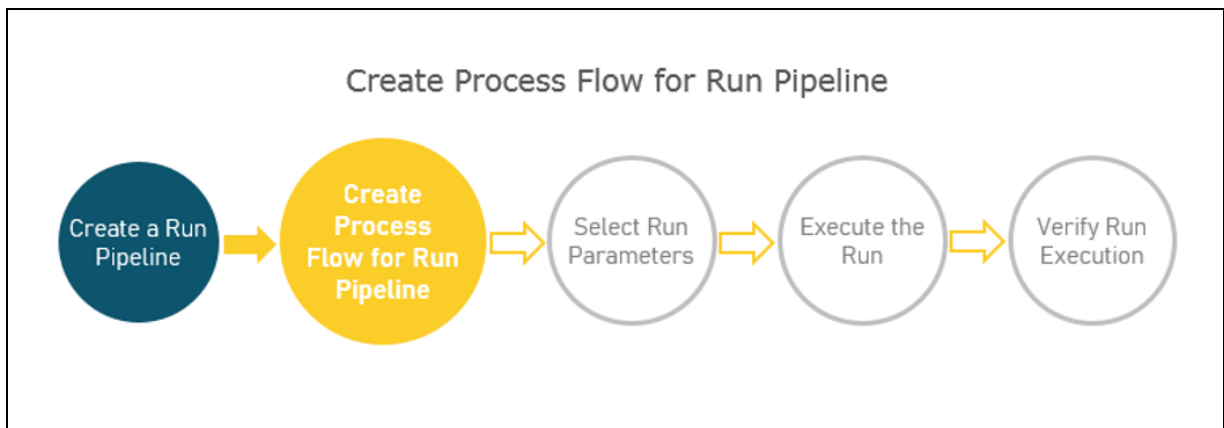 Create Process Flow for Run Pipeline
Create a Run
Pipeline
Create
Process
Flow for Run
Pipeline
Select Run
Parameters
Execute the
Run
Verify Run
Execution